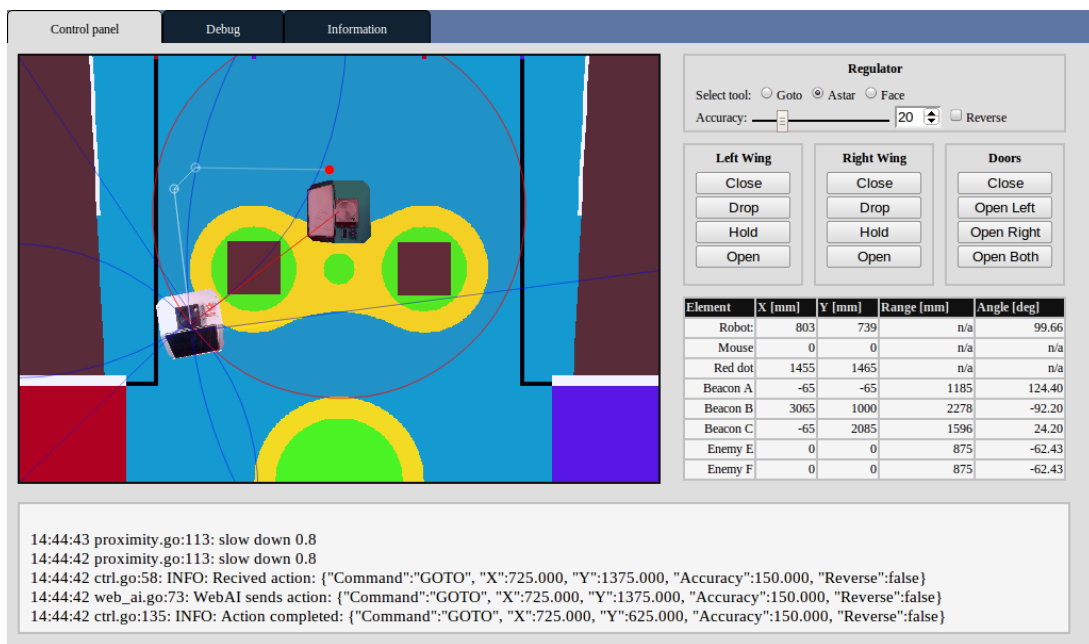 Control panel Debug Information
Regulator
Select tool: Goto Astar Face
Accuracy: 20 Reverse
Left Wing Right Wing Doors
Close Close Close
Drop Drop Open Left
Hold Hold Open Right
Open Open Open Both
Element X [mm] Y [mm] Range [mm] Angle [deg]
Robot: 803 739 n/a 99.66
Mouse 0 0 n/a n/a
Red dot 1455 1465 n/a n/a
Beacon A -65 -65 1185 124.40
Beacon B 3065 1000 2278 -92.20
Beacon C -65 2085 1596 24.20
Enemy E 0 0 875 -62.43
Enemy F 0 0 875 -62.43
14:44:43 proximity.go:113: slow down 0.8
14:44:42 proximity.go:113: slow down 0.8
14:44:42 ctrl.go:58: INFO: Recived action: {"Command":"GOTO", "X":725.000, "Y":1375.000, "Accuracy":150.000, "Reverse":false}
14:44:42 web_ai.go:73: WebAI sends action: {"Command":"GOTO", "X":725.000, "Y":1375.000, "Accuracy":150.000, "Reverse":false}
14:44:42 ctrl.go:135: INFO: Action completed: {"Command":"GOTO", "X":725.000, "Y":625.000, "Accuracy":150.000, "Reverse":false}